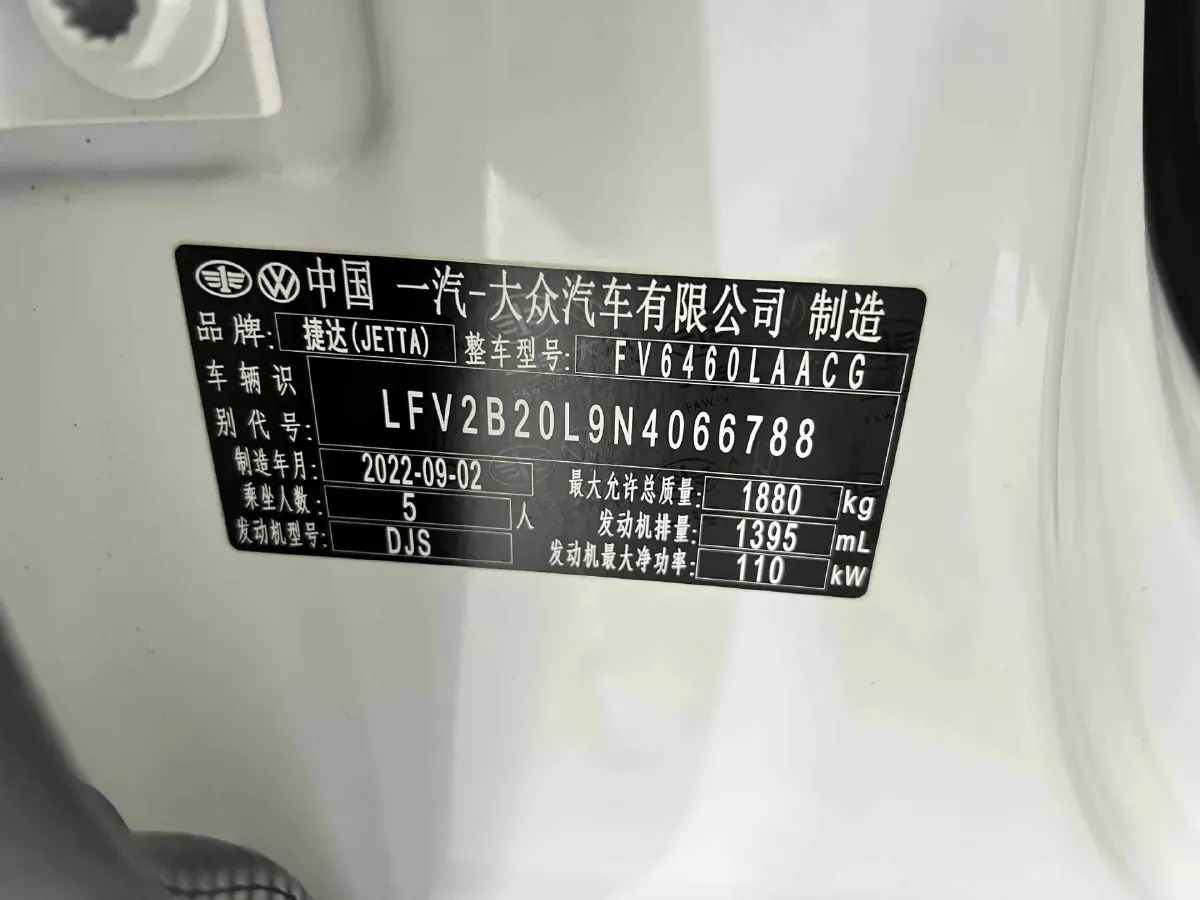 中国 一汽-大众汽车有限公司 制造
品牌: 捷达(JETTA) 整车型号: FV6460LAACG
车辆识别代号: LFV2B20L9N4066788
制造年月: 2022-09-02 最大允许总质量: 1880 kg
乘坐人数: 5 人 发动机排量: 1395 mL
发动机型号: DJS 发动机最大净功率: 110 kW